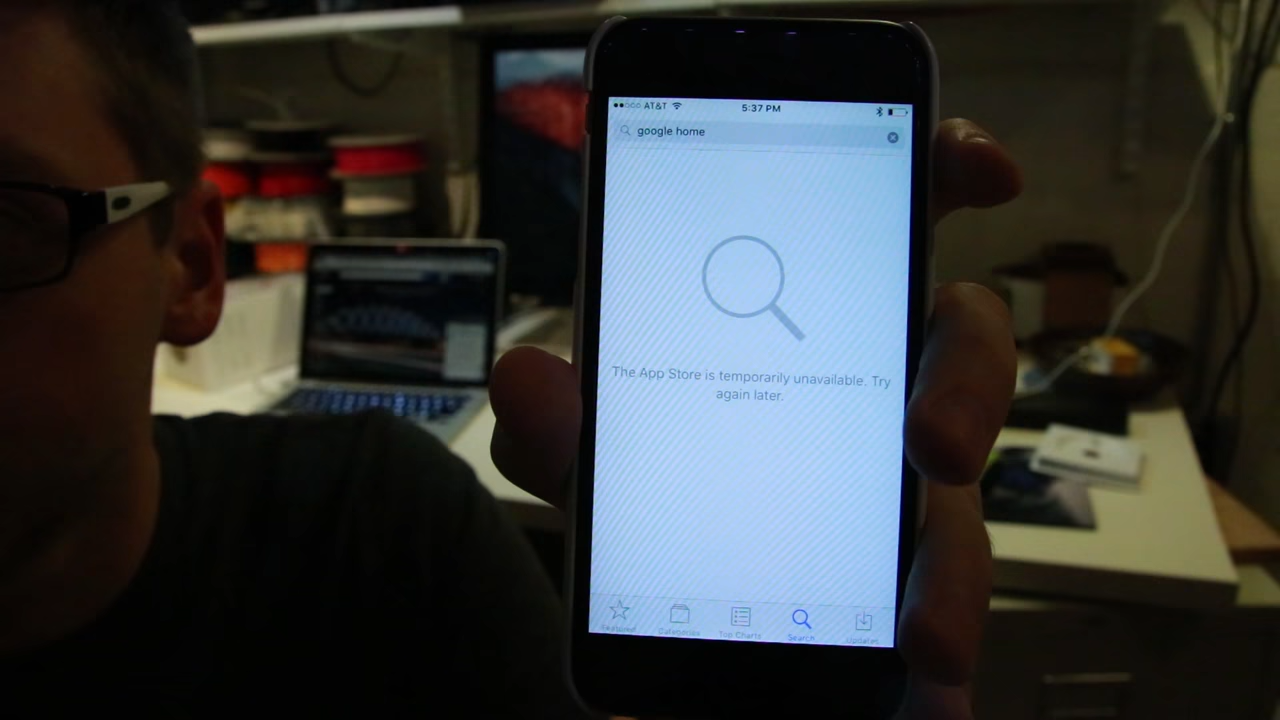 AT&T 5:37 PM
google home
The App Store is temporarily unavailable. Try
again later.
Featured Categories Top Charts Search Updates